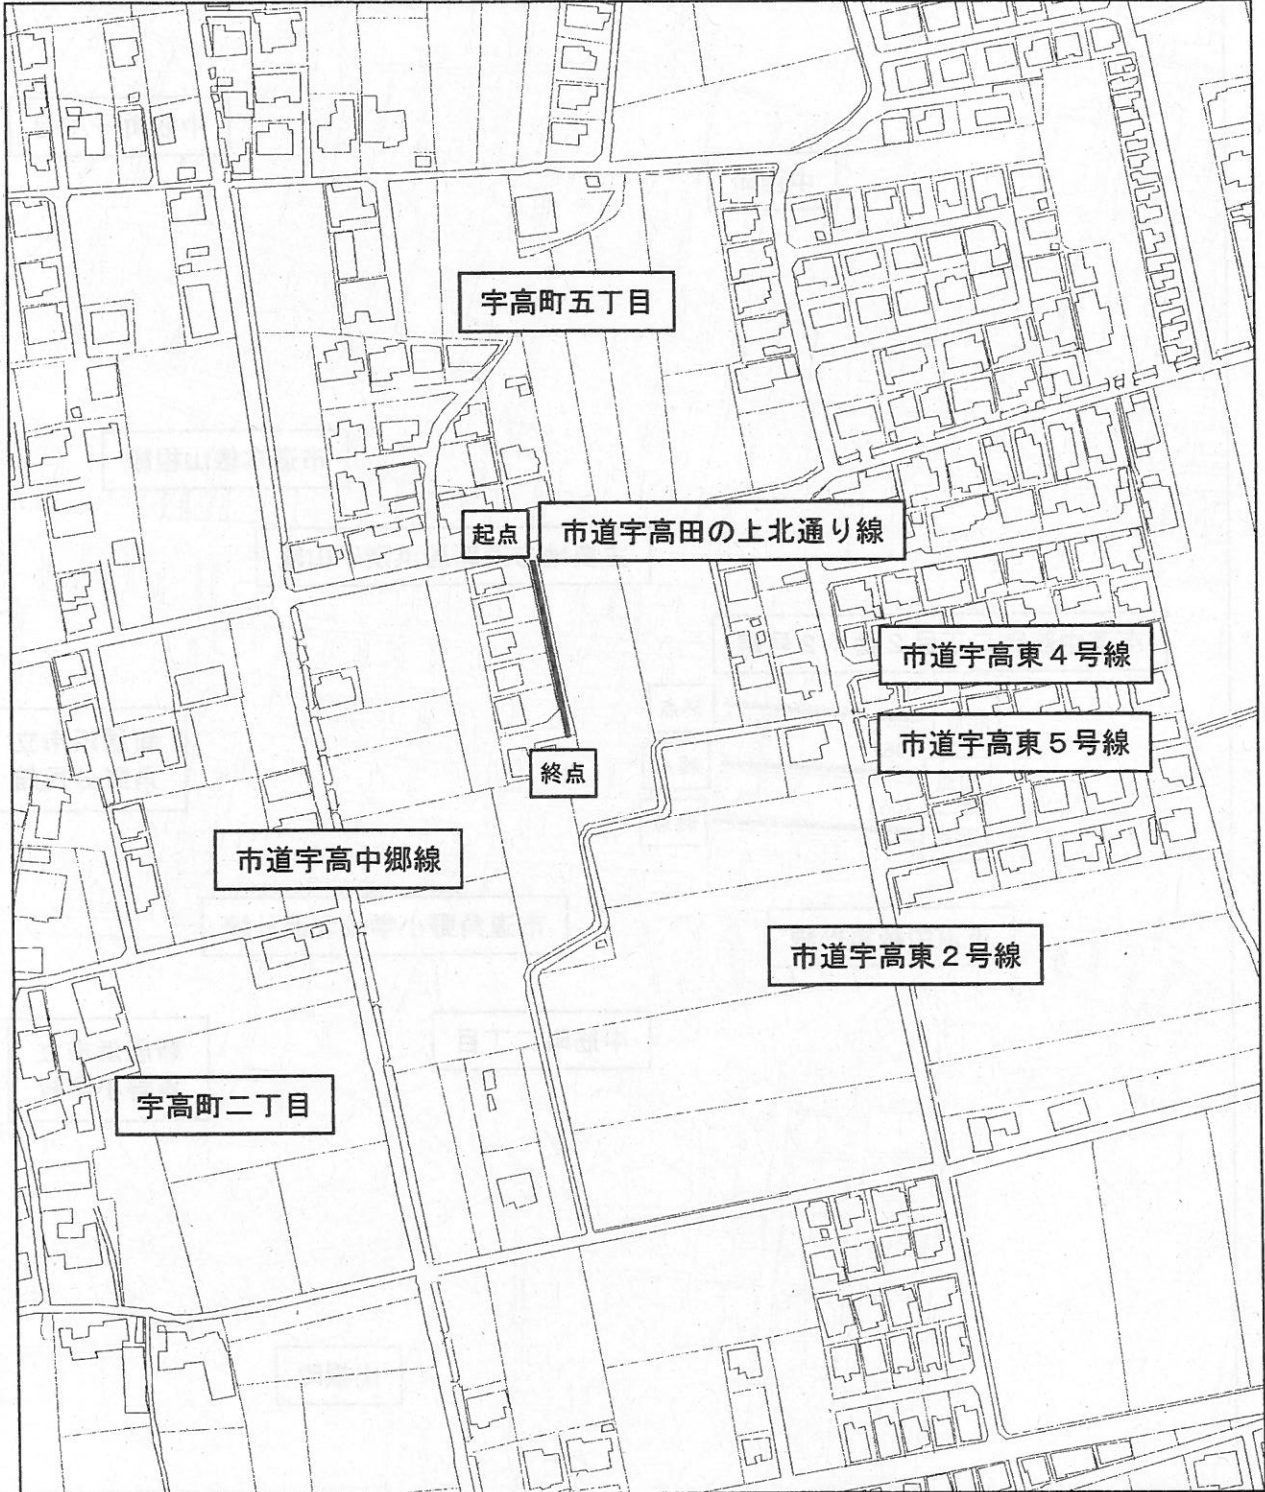 宇高町五丁目
起点
市道宇高田の上北通り線
市道宇高東4号線
市道宇高東5号線
終点
市道宇高中郷線
市道宇高東2号線
宇高町二丁目